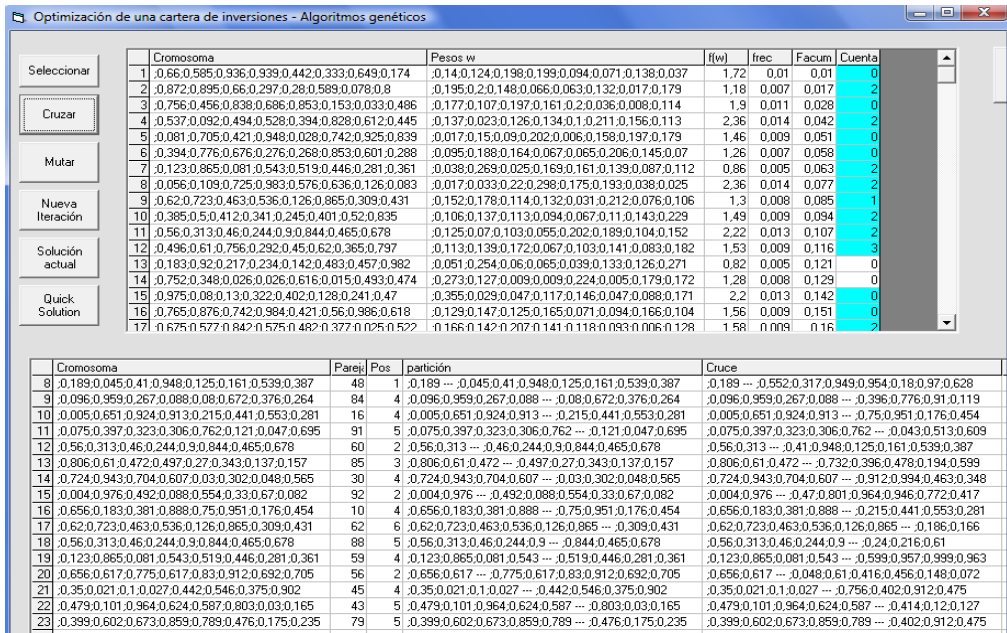 Optimización de una cartera de inversiones - Algoritmos genéticos
Seleccionar
Cruzar
Mutar
Nueva
Iteración
Solución
actual
Quick
Solution
Cromosoma Pesos w f(w) frec Facum Cuenta
1 ;0,66;0,585;0,936;0,939;0,442;0,333;0,649;0,174 ;0,14;0,124;0,198;0,199;0,094;0,071;0,138;0,037 1,72 0,01 0,01 0
2 ;0,872;0,895;0,66;0,297;0,28;0,589;0,078;0,8 ;0,195;0,2;0,148;0,066;0,063;0,132;0,017;0,179 1,18 0,007 0,017 2
3 ;0,756;0,456;0,838;0,686;0,853;0,153;0,033;0,486 ;0,177;0,107;0,197;0,161;0,2;0,036;0,008;0,114 1,9 0,011 0,028 0
4 ;0,537;0,092;0,494;0,528;0,394;0,828;0,612;0,445 ;0,137;0,023;0,126;0,134;0,1;0,211;0,156;0,113 2,36 0,014 0,042 2
5 ;0,081;0,705;0,421;0,948;0,028;0,742;0,925;0,839 ;0,017;0,15;0,09;0,202;0,006;0,158;0,197;0,179 1,46 0,009 0,051 0
6 ;0,394;0,776;0,676;0,276;0,268;0,853;0,601;0,288 ;0,095;0,188;0,164;0,067;0,065;0,206;0,145;0,07 1,26 0,007 0,058 0
7 ;0,123;0,865;0,081;0,543;0,519;0,446;0,281;0,361 ;0,038;0,269;0,025;0,169;0,161;0,139;0,087;0,112 0,86 0,005 0,063 2
8 ;0,056;0,109;0,725;0,983;0,576;0,636;0,126;0,083 ;0,017;0,033;0,22;0,298;0,175;0,193;0,038;0,025 2,36 0,014 0,077 2
9 ;0,62;0,723;0,463;0,536;0,126;0,865;0,309;0,431 ;0,152;0,178;0,114;0,132;0,031;0,212;0,076;0,106 1,3 0,008 0,085 1
10 ;0,385;0,5;0,412;0,341;0,245;0,401;0,52;0,835 ;0,106;0,137;0,113;0,094;0,067;0,11;0,143;0,229 1,49 0,009 0,094 2
11 ;0,56;0,313;0,46;0,244;0,9;0,844;0,465;0,678 ;0,125;0,07;0,103;0,055;0,202;0,189;0,104;0,152 2,22 0,013 0,107 2
12 ;0,496;0,61;0,756;0,292;0,45;0,62;0,365;0,797 ;0,113;0,139;0,172;0,067;0,103;0,141;0,083;0,182 1,53 0,009 0,116 3
13 ;0,183;0,92;0,217;0,234;0,142;0,483;0,457;0,982 ;0,051;0,254;0,06;0,065;0,039;0,133;0,126;0,271 0,82 0,005 0,121 0
14 ;0,752;0,348;0,026;0,026;0,616;0,015;0,493;0,474 ;0,273;0,127;0,009;0,009;0,224;0,005;0,179;0,172 1,28 0,008 0,129 0
15 ;0,975;0,08;0,13;0,322;0,402;0,128;0,241;0,47 ;0,355;0,029;0,047;0,117;0,146;0,047;0,088;0,171 2,2 0,013 0,142 0
16 ;0,765;0,876;0,742;0,984;0,421;0,56;0,986;0,618 ;0,129;0,147;0,125;0,165;0,071;0,094;0,166;0,104 1,56 0,009 0,151 0
17 ;0,675;0,577;0,842;0,575;0,482;0,377;0,025;0,522 ;0,166;0,142;0,207;0,141;0,118;0,093;0,006;0,128 1,58 0,009 0,16 2
Cromosoma Pareja Pos partición Cruce
8 ;0,189;0,045;0,41;0,948;0,125;0,161;0,539;0,387 48 1 ;0,189 --- ;0,045;0,41;0,948;0,125;0,161;0,539;0,387 ;0,189 --- ;0,552;0,317;0,949;0,954;0,18;0,97;0,628
9 ;0,096;0,959;0,267;0,088;0,08;0,672;0,376;0,264 84 4 ;0,096;0,959;0,267;0,088 --- ;0,08;0,672;0,376;0,264 ;0,096;0,959;0,267;0,088 --- ;0,396;0,776;0,91;0,119
10 ;0,005;0,651;0,924;0,913;0,215;0,441;0,553;0,281 16 4 ;0,005;0,651;0,924;0,913 --- ;0,215;0,441;0,553;0,281 ;0,005;0,651;0,924;0,913 --- ;0,75;0,951;0,176;0,454
11 ;0,075;0,397;0,323;0,306;0,762;0,121;0,047;0,695 91 5 ;0,075;0,397;0,323;0,306;0,762 --- ;0,121;0,047;0,695 ;0,075;0,397;0,323;0,306;0,762 --- ;0,043;0,513;0,609
12 ;0,56;0,313;0,46;0,244;0,9;0,844;0,465;0,678 60 2 ;0,56;0,313 --- ;0,46;0,244;0,9;0,844;0,465;0,678 ;0,56;0,313 --- ;0,41;0,948;0,125;0,161;0,539;0,387
13 ;0,806;0,61;0,472;0,497;0,27;0,343;0,137;0,157 85 3 ;0,806;0,61;0,472 --- ;0,497;0,27;0,343;0,137;0,157 ;0,806;0,61;0,472 --- ;0,732;0,396;0,478;0,194;0,599
14 ;0,724;0,943;0,704;0,607;0,03;0,302;0,048;0,565 30 4 ;0,724;0,943;0,704;0,607 --- ;0,03;0,302;0,048;0,565 ;0,724;0,943;0,704;0,607 --- ;0,912;0,994;0,463;0,348
15 ;0,004;0,976;0,492;0,088;0,554;0,33;0,67;0,082 92 2 ;0,004;0,976 --- ;0,492;0,088;0,554;0,33;0,67;0,082 ;0,004;0,976 --- ;0,47;0,801;0,964;0,946;0,772;0,417
16 ;0,656;0,183;0,381;0,888;0,75;0,951;0,176;0,454 10 4 ;0,656;0,183;0,381;0,888 --- ;0,75;0,951;0,176;0,454 ;0,656;0,183;0,381;0,888 --- ;0,215;0,441;0,553;0,281
17 ;0,62;0,723;0,463;0,536;0,126;0,865;0,309;0,431 62 6 ;0,62;0,723;0,463;0,536;0,126;0,865 --- ;0,309;0,431 ;0,62;0,723;0,463;0,536;0,126;0,865 --- ;0,186;0,166
18 ;0,56;0,313;0,46;0,244;0,9;0,844;0,465;0,678 88 5 ;0,56;0,313;0,46;0,244;0,9 --- ;0,844;0,465;0,678 ;0,56;0,313;0,46;0,244;0,9 --- ;0,24;0,216;0,61
19 ;0,123;0,865;0,081;0,543;0,519;0,446;0,281;0,361 59 4 ;0,123;0,865;0,081;0,543 --- ;0,519;0,446;0,281;0,361 ;0,123;0,865;0,081;0,543 --- ;0,599;0,957;0,999;0,963
20 ;0,656;0,617;0,775;0,617;0,83;0,912;0,692;0,705 56 2 ;0,656;0,617 --- ;0,775;0,617;0,83;0,912;0,692;0,705 ;0,656;0,617 --- ;0,048;0,61;0,416;0,456;0,148;0,072
21 ;0,35;0,021;0,1;0,027;0,442;0,546;0,375;0,902 45 4 ;0,35;0,021;0,1;0,027 --- ;0,442;0,546;0,375;0,902 ;0,35;0,021;0,1;0,027 --- ;0,756;0,402;0,912;0,475
22 ;0,479;0,101;0,964;0,624;0,587;0,803;0,03;0,165 43 5 ;0,479;0,101;0,964;0,624;0,587 --- ;0,803;0,03;0,165 ;0,479;0,101;0,964;0,624;0,587 --- ;0,414;0,12;0,127
23 ;0,399;0,602;0,673;0,859;0,789;0,476;0,175;0,235 79 5 ;0,399;0,602;0,673;0,859;0,789 --- ;0,476;0,175;0,235 ;0,399;0,602;0,673;0,859;0,789 --- ;0,402;0,912;0,475